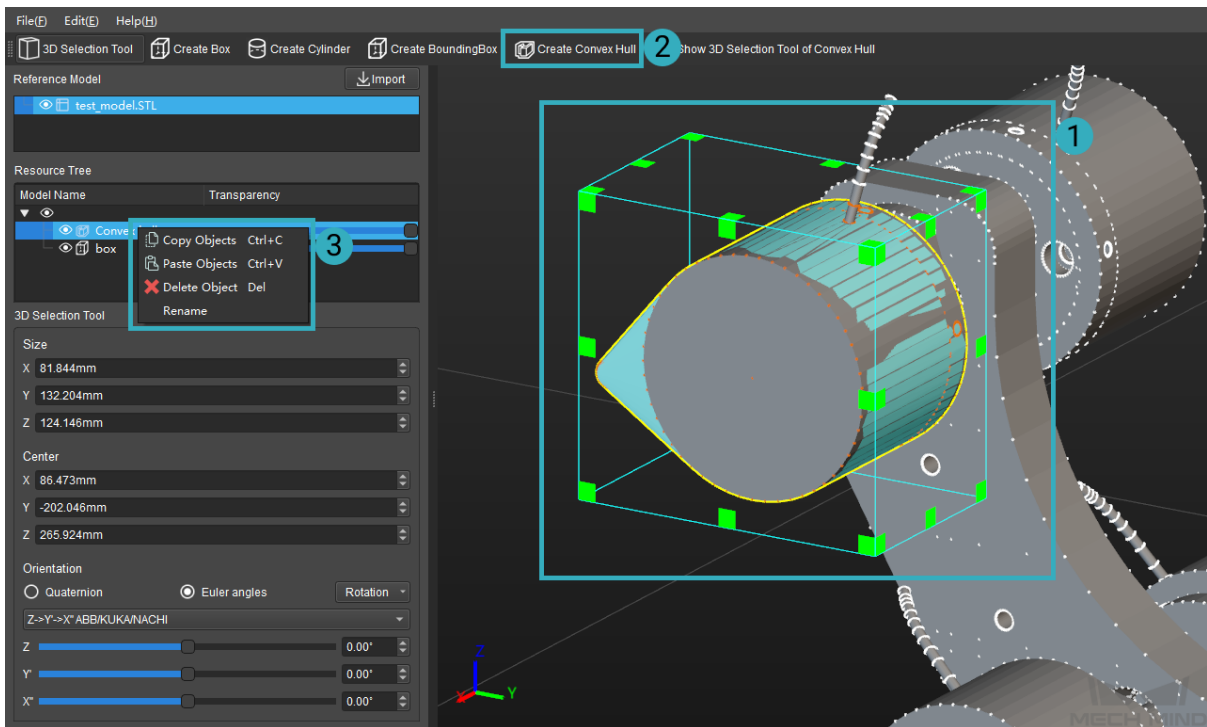 File(F) Edit(E) Help(H)
3D Selection Tool Create Box Create Cylinder Create BoundingBox Create Convex Hull 2 Show 3D Selection Tool of Convex Hull
Reference Model Import
test_model.STL
1
Resource Tree
Model Name Transparency
Conve
box
Copy Objects Ctrl+C
Paste Objects Ctrl+V
Delete Object Del
Rename
3
3D Selection Tool
Size
X 81.844mm
Y 132.204mm
Z 124.146mm
Center
X 86.473mm
Y -202.046mm
Z 265.924mm
Orientation
Quaternion Euler angles Rotation
Z->Y'->X'' ABB/KUKA/NACHI
Z 0.00°
Y' 0.00°
X'' 0.00°
Z
X Y
MECH MIND